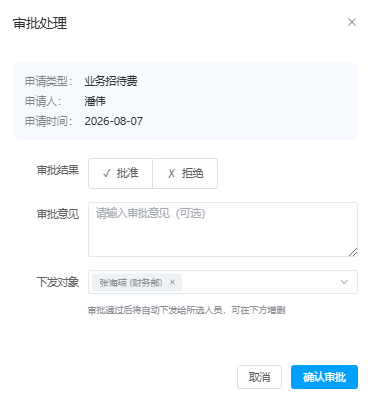 审批处理
申请类型： 业务招待费
申请人： 潘伟
申请时间： 2026-08-07
审批结果 ✓ 批准 ✗ 拒绝
审批意见 请输入审批意见（可选）
下发对象 张海琼 (财务部) ×
审批通过后将自动下发给所选人员，可在下方增删
取消 确认审批